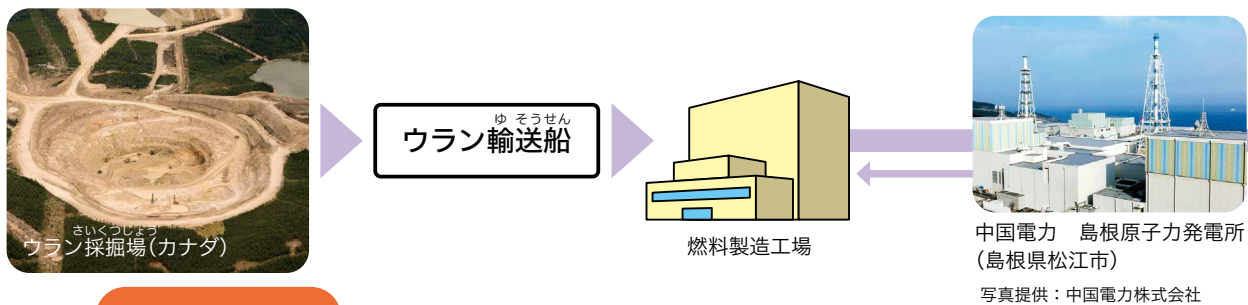 ウラン採掘場(カナダ)
さいくつじょう
ウラン輸送船
ゆそうせん
燃料製造工場
中国電力　島根原子力発電所
(島根県松江市)
写真提供：中国電力株式会社